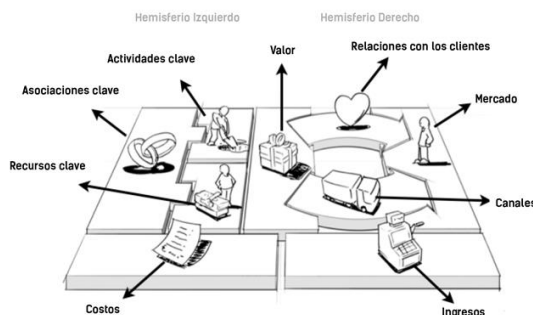 Hemisferio Izquierdo
Hemisferio Derecho
Actividades clave
Valor
Relaciones con los clientes
Asociaciones clave
Mercado
Recursos clave
Canales
Costos
Ingresos